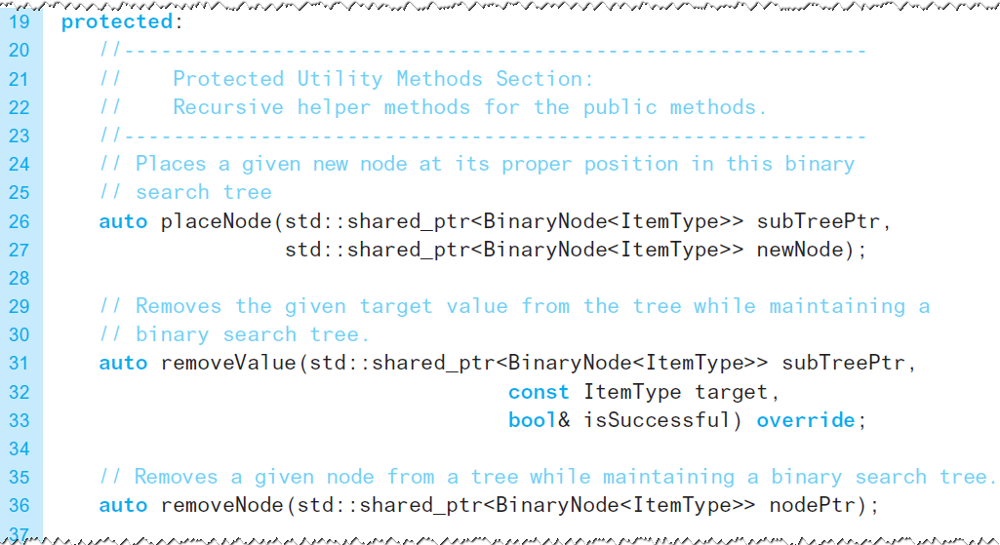 19 protected:
20 //------------------------------------------------------------
21 // Protected Utility Methods Section:
22 // Recursive helper methods for the public methods.
23 //------------------------------------------------------------
24 // Places a given new node at its proper position in this binary
25 // search tree
26 auto placeNode(std::shared_ptr<BinaryNode<ItemType>> subTreePtr,
27 std::shared_ptr<BinaryNode<ItemType>> newNode);
28
29 // Removes the given target value from the tree while maintaining a
30 // binary search tree.
31 auto removeValue(std::shared_ptr<BinaryNode<ItemType>> subTreePtr,
32 const ItemType target,
33 bool& isSuccessful) override;
34
35 // Removes a given node from a tree while maintaining a binary search tree.
36 auto removeNode(std::shared_ptr<BinaryNode<ItemType>> nodePtr);
37